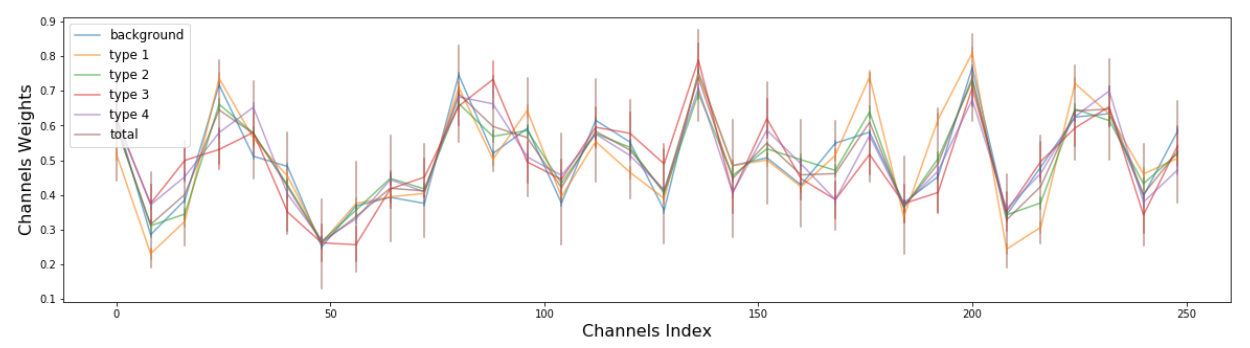 0.9
0.8
0.7
0.6
0.5
0.4
0.3
0.2
0.1
Channels Weights
background
type 1
type 2
type 3
type 4
total
0 50 100 150 200 250
Channels Index